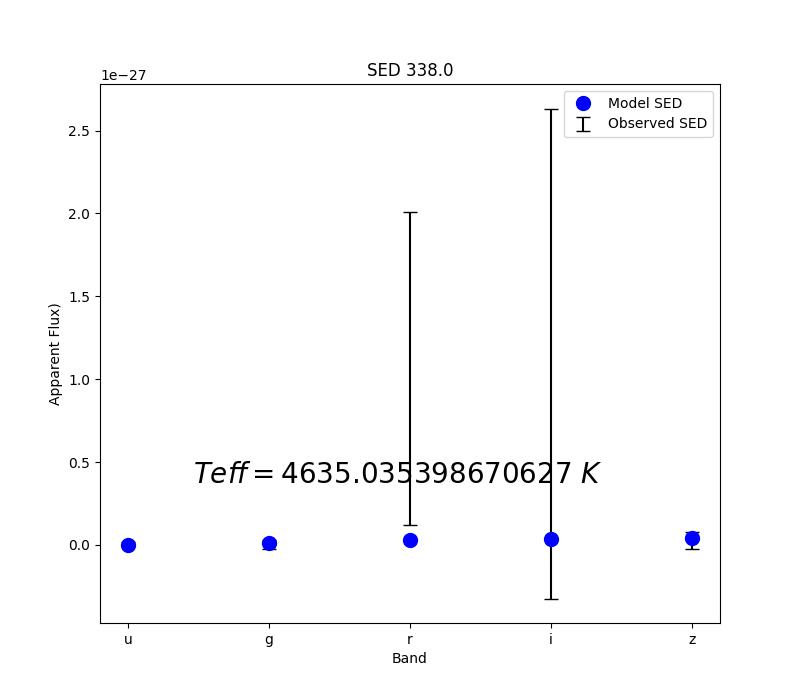 SED 338.0
1e−27
Model SED
Observed SED
2.5
2.0
1.5
1.0
0.5
0.0
Apparent Flux)
Teff = 4635.035398670627 K
u g r i z
Band